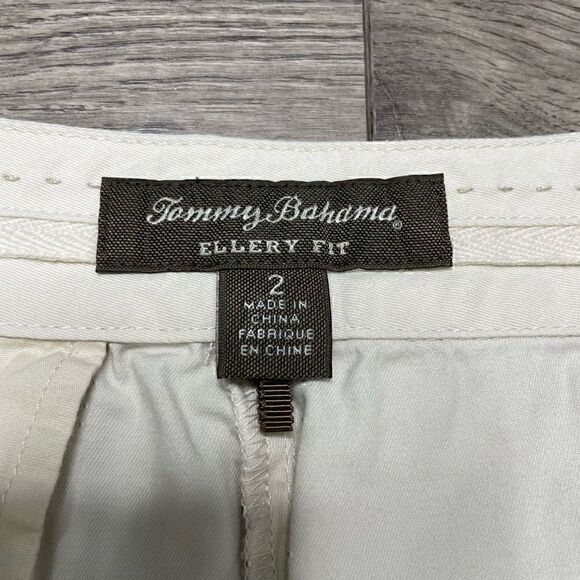 Tommy Bahama®
ELLERY FIT
2
MADE IN
CHINA
FABRIQUE
EN CHINE